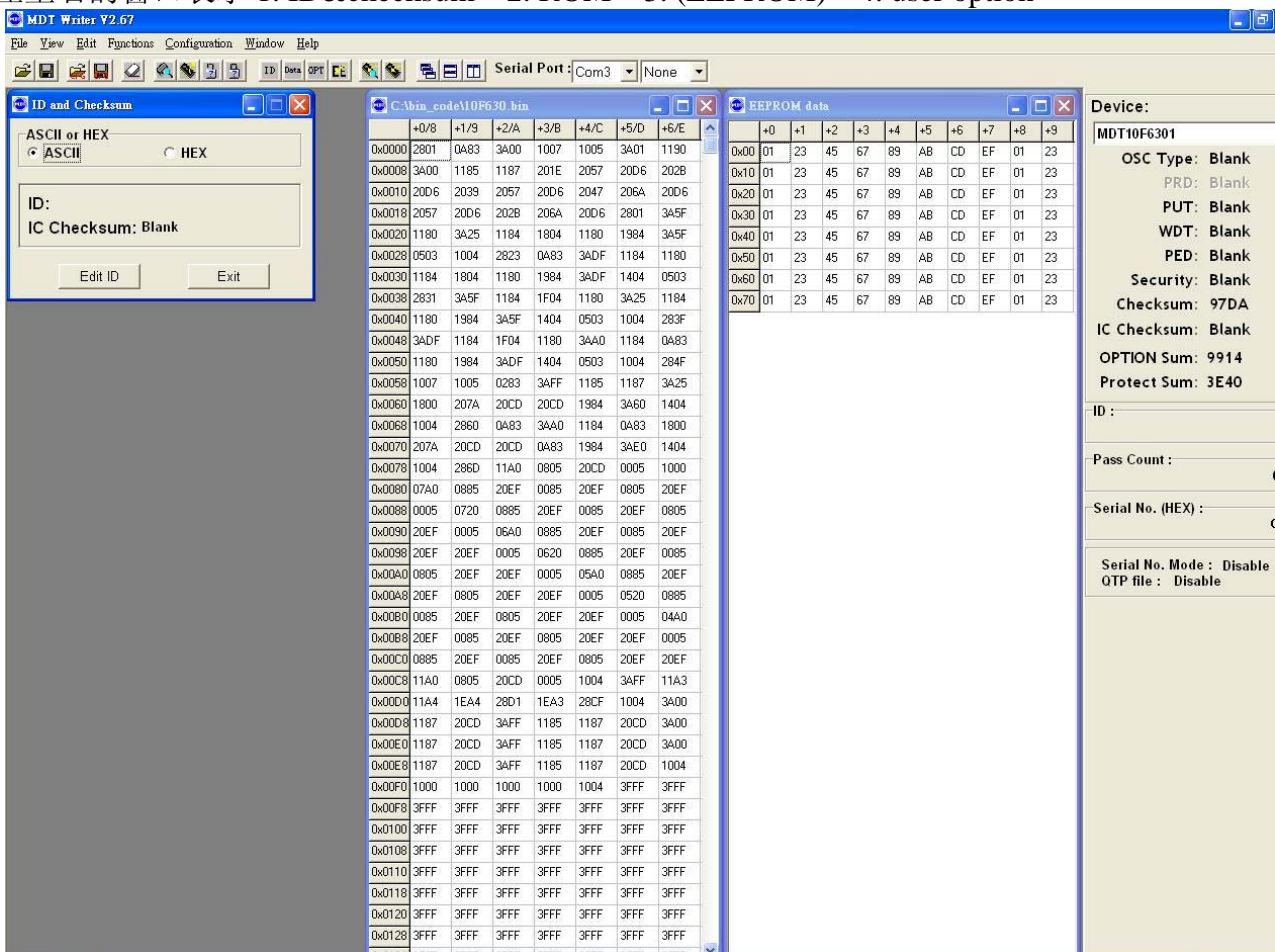 1. ID&checksum 2. ROM 3. (EEPROM) 4. user option
MDT Writer V2.67
File View Edit Functions Configuration Window Help
ID Data OPT Serial Port : Com3 None
ID and Checksum
ASCII or HEX
ASCII HEX
ID:
IC Checksum: Blank
Edit ID Exit
C:\bin_code\10F630.bin
+0/8 +1/9 +2/A +3/B +4/C +5/D +6/E
0x0000 2801 0A83 3A00 1007 1005 3A01 1190
0x0008 3A00 1185 1187 201E 2057 20D6 202B
0x0010 20D6 2039 2057 20D6 2047 206A 20D6
0x0018 2057 20D6 202B 206A 20D6 2801 3A5F
0x0020 1180 3A25 1184 1804 1180 1984 3A5F
0x0028 0503 1004 2823 0A83 3ADF 1184 1180
0x0030 1184 1804 1180 1984 3ADF 1404 0503
0x0038 2831 3A5F 1184 1F04 1180 3A25 1184
0x0040 1180 1984 3A5F 1404 0503 1004 283F
0x0048 3ADF 1184 1F04 1180 3AA0 1184 0A83
0x0050 1180 1984 3ADF 1404 0503 1004 284F
0x0058 1007 1005 0283 3AFF 1185 1187 3A25
0x0060 1800 207A 20CD 20CD 1984 3A60 1404
0x0068 1004 2860 0A83 3AA0 1184 0A83 1800
0x0070 207A 20CD 20CD 0A83 1984 3AE0 1404
0x0078 1004 286D 11A0 0805 20CD 0005 1000
0x0080 07A0 0885 20EF 0085 20EF 0805 20EF
0x0088 0005 0720 0885 20EF 0085 20EF 0805
0x0090 20EF 0005 06A0 0885 20EF 0085 20EF
0x0098 20EF 20EF 0005 0620 0885 20EF 0085
0x00A0 0805 20EF 20EF 0005 05A0 0885 20EF
0x00A8 20EF 0805 20EF 20EF 0005 0520 0885
0x00B0 0085 20EF 0805 20EF 20EF 0005 04A0
0x00B8 20EF 0085 20EF 0805 20EF 20EF 0005
0x00C0 0885 20EF 0085 20EF 0805 20EF 20EF
0x00C8 11A0 0805 20CD 0005 1004 3AFF 11A3
0x00D0 11A4 1EA4 28D1 1EA3 28CF 1004 3A00
0x00D8 1187 20CD 3AFF 1185 1187 20CD 3A00
0x00E0 1187 20CD 3AFF 1185 1187 20CD 3A00
0x00E8 1187 20CD 3AFF 1185 1187 20CD 1004
0x00F0 1000 1000 1000 1000 1004 3FFF 3FFF
0x00F8 3FFF 3FFF 3FFF 3FFF 3FFF 3FFF 3FFF
0x0100 3FFF 3FFF 3FFF 3FFF 3FFF 3FFF 3FFF
0x0108 3FFF 3FFF 3FFF 3FFF 3FFF 3FFF 3FFF
0x0110 3FFF 3FFF 3FFF 3FFF 3FFF 3FFF 3FFF
0x0118 3FFF 3FFF 3FFF 3FFF 3FFF 3FFF 3FFF
0x0120 3FFF 3FFF 3FFF 3FFF 3FFF 3FFF 3FFF
0x0128 3FFF 3FFF 3FFF 3FFF 3FFF 3FFF 3FFF
EEPROM data
+0 +1 +2 +3 +4 +5 +6 +7 +8 +9
0x00 01 23 45 67 89 AB CD EF 01 23
0x10 01 23 45 67 89 AB CD EF 01 23
0x20 01 23 45 67 89 AB CD EF 01 23
0x30 01 23 45 67 89 AB CD EF 01 23
0x40 01 23 45 67 89 AB CD EF 01 23
0x50 01 23 45 67 89 AB CD EF 01 23
0x60 01 23 45 67 89 AB CD EF 01 23
0x70 01 23 45 67 89 AB CD EF 01 23
Device:
MDT10F6301
OSC Type: Blank
PRD: Blank
PUT: Blank
WDT: Blank
PED: Blank
Security: Blank
Checksum: 97DA
IC Checksum: Blank
OPTION Sum: 9914
Protect Sum: 3E40
ID :
Pass Count :
Serial No. (HEX) :
Serial No. Mode : Disable
QTP file : Disable